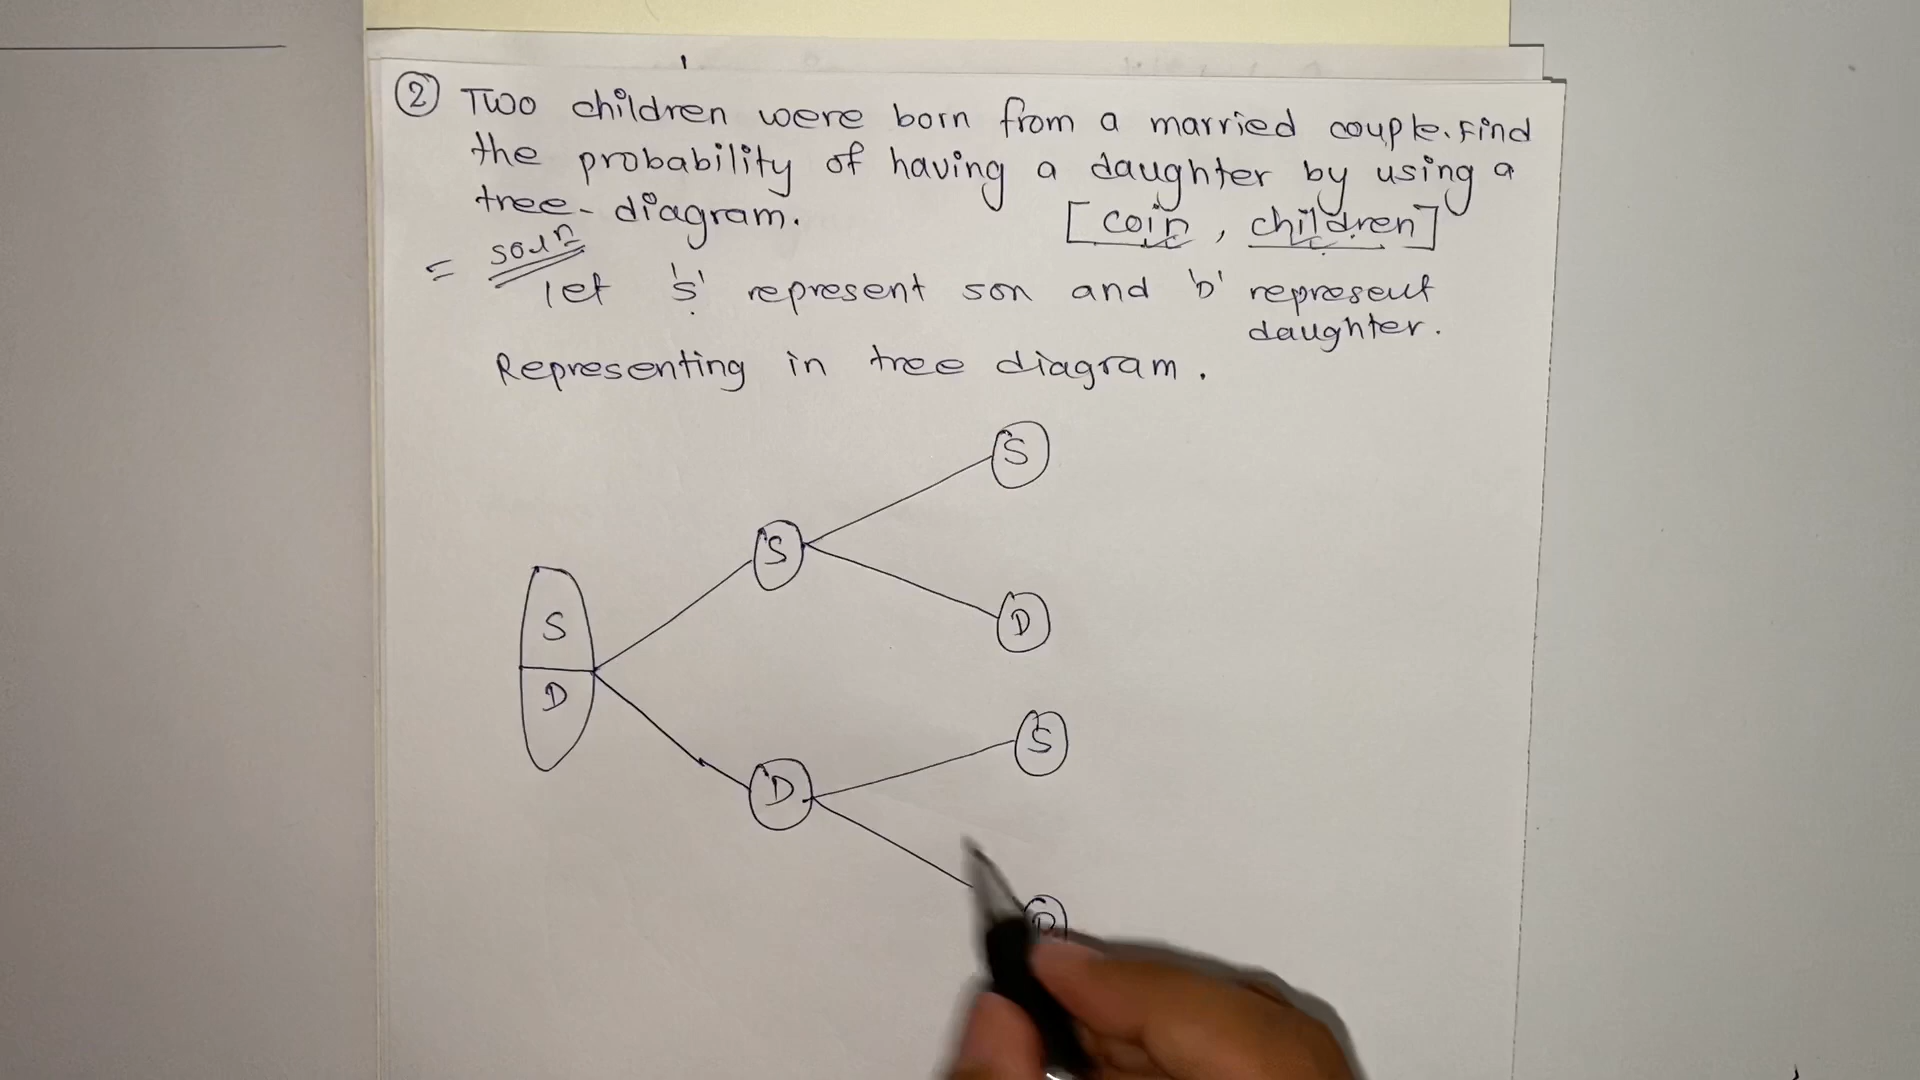 ② Two children were born from a married couple. Find
the probability of having a daughter by using a
tree-diagram.
[coin, children]
= soln
let 's' represent son and 'D' represent
daughter.
Representing in tree diagram.
S
S
D
S
D
S
D
D